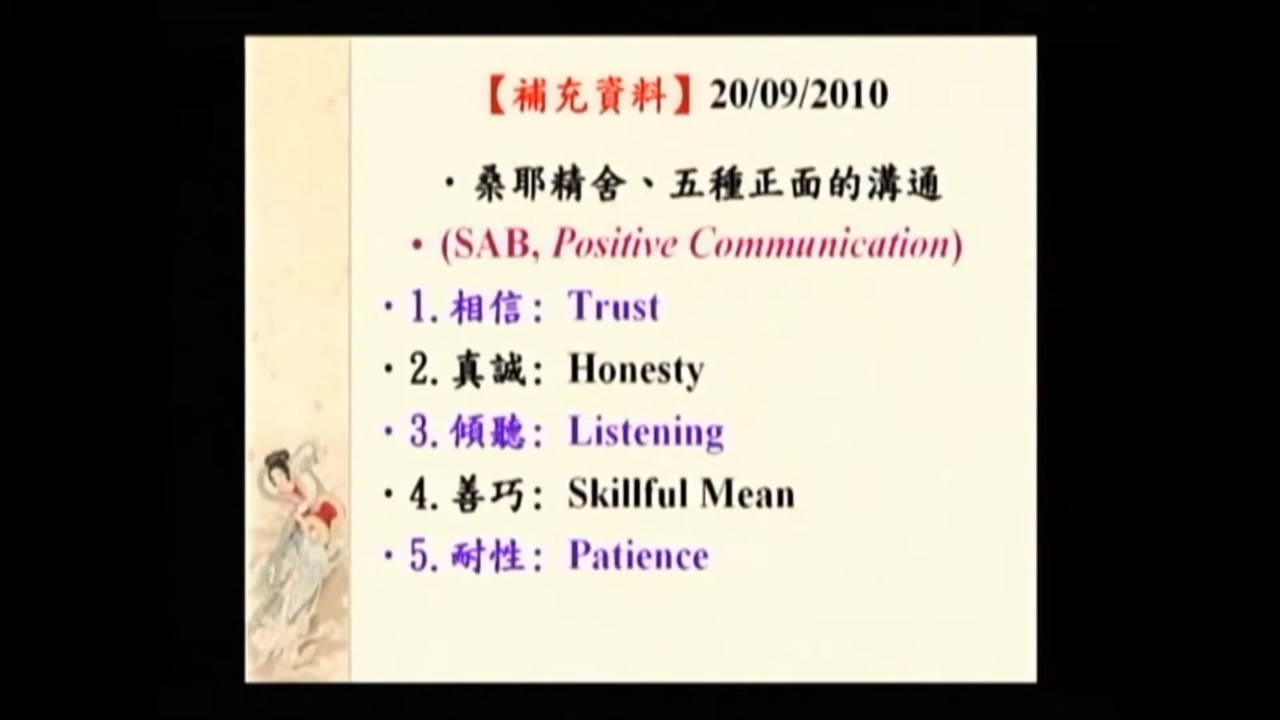 【補充資料】20/09/2010
• 桑耶精舍、五種正面的溝通
• (SAB, Positive Communication)
• 1. 相信: Trust
• 2. 真誠: Honesty
• 3. 傾聽: Listening
• 4. 善巧: Skillful Mean
• 5. 耐性: Patience